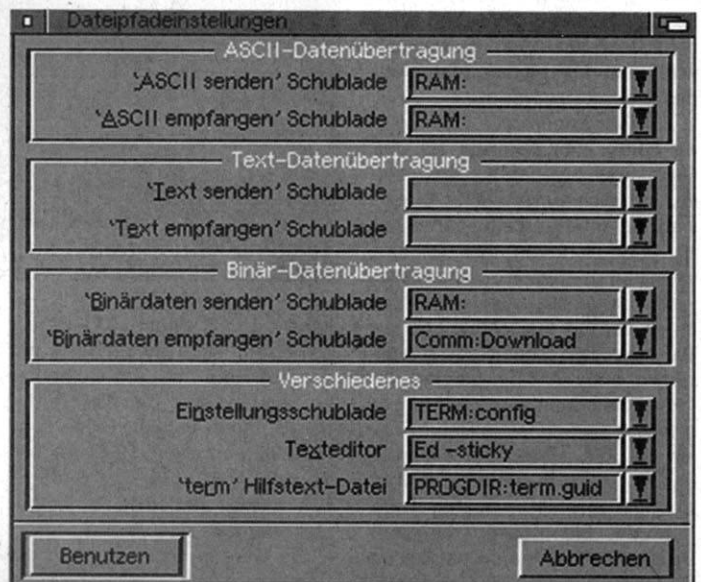 Dateipfadeinstellungen
ASCII-Datenübertragung
'ASCII senden' Schublade RAM:
'ASCII empfangen' Schublade RAM:
Text-Datenübertragung
'Text senden' Schublade
'Text empfangen' Schublade
Binär-Datenübertragung
'Binärdaten senden' Schublade RAM:
'Binärdaten empfangen' Schublade Comm:Download
Verschiedenes
Einstellungsschublade TERM:config
Texteditor Ed -sticky
'term' Hilfstext-Datei PROGDIR:term.guid
Benutzen Abbrechen